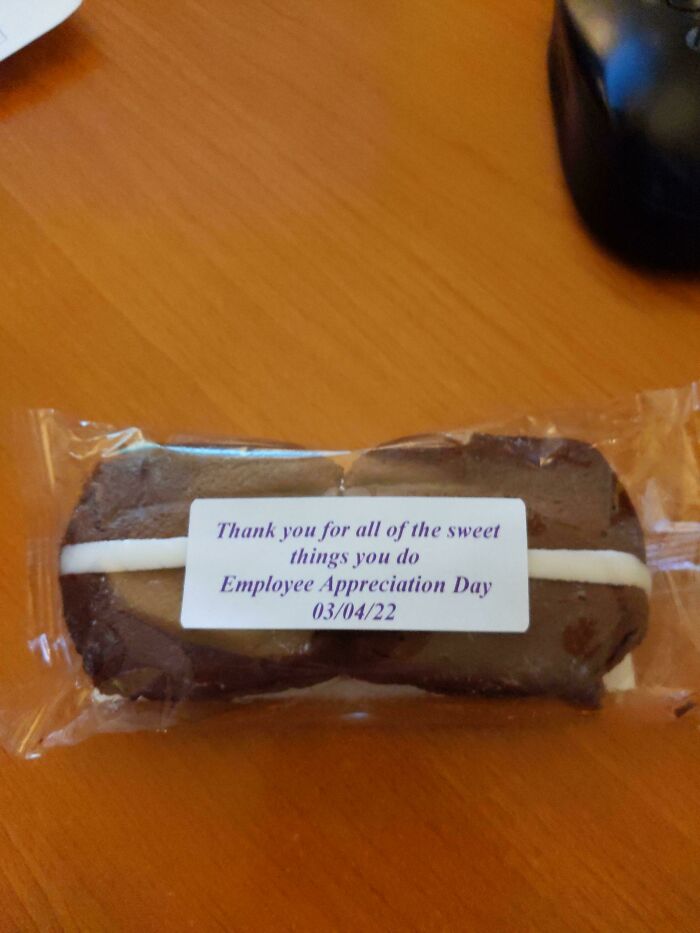 Thank you for all of the sweet
things you do
Employee Appreciation Day
03/04/22